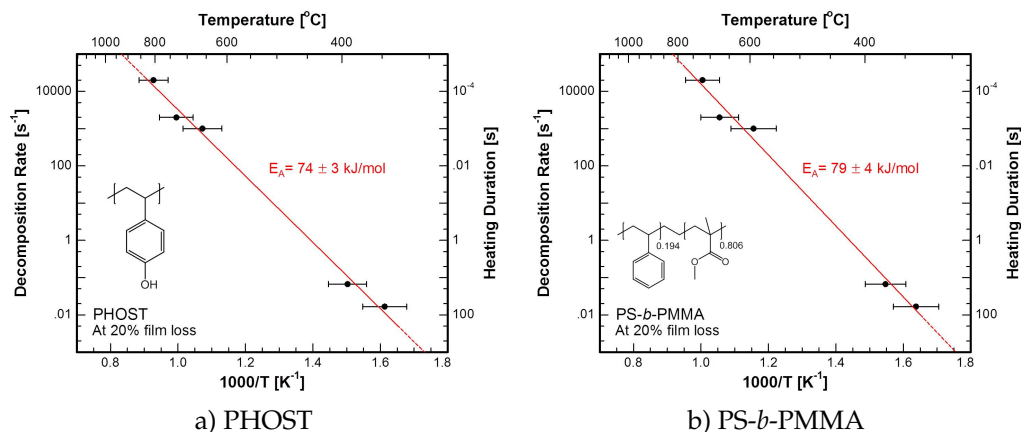 Temperature [°C]
1000 800 600 400
10000
100
1
.01
Decomposition Rate [s⁻¹]
10⁻⁴
.01
1
100
Heating Duration [s]
E_A = 74 ± 3 kJ/mol
OH
PHOST
At 20% film loss
0.8 1.0 1.2 1.4 1.6 1.8
1000/T [K⁻¹]
a) PHOST
Temperature [°C]
1000 800 600 400
10000
100
1
.01
Decomposition Rate [s⁻¹]
10⁻⁴
.01
1
100
Heating Duration [s]
E_A = 79 ± 4 kJ/mol
0.194 0.806
O
O
PS-b-PMMA
At 20% film loss
0.8 1.0 1.2 1.4 1.6 1.8
1000/T [K⁻¹]
b) PS-b-PMMA